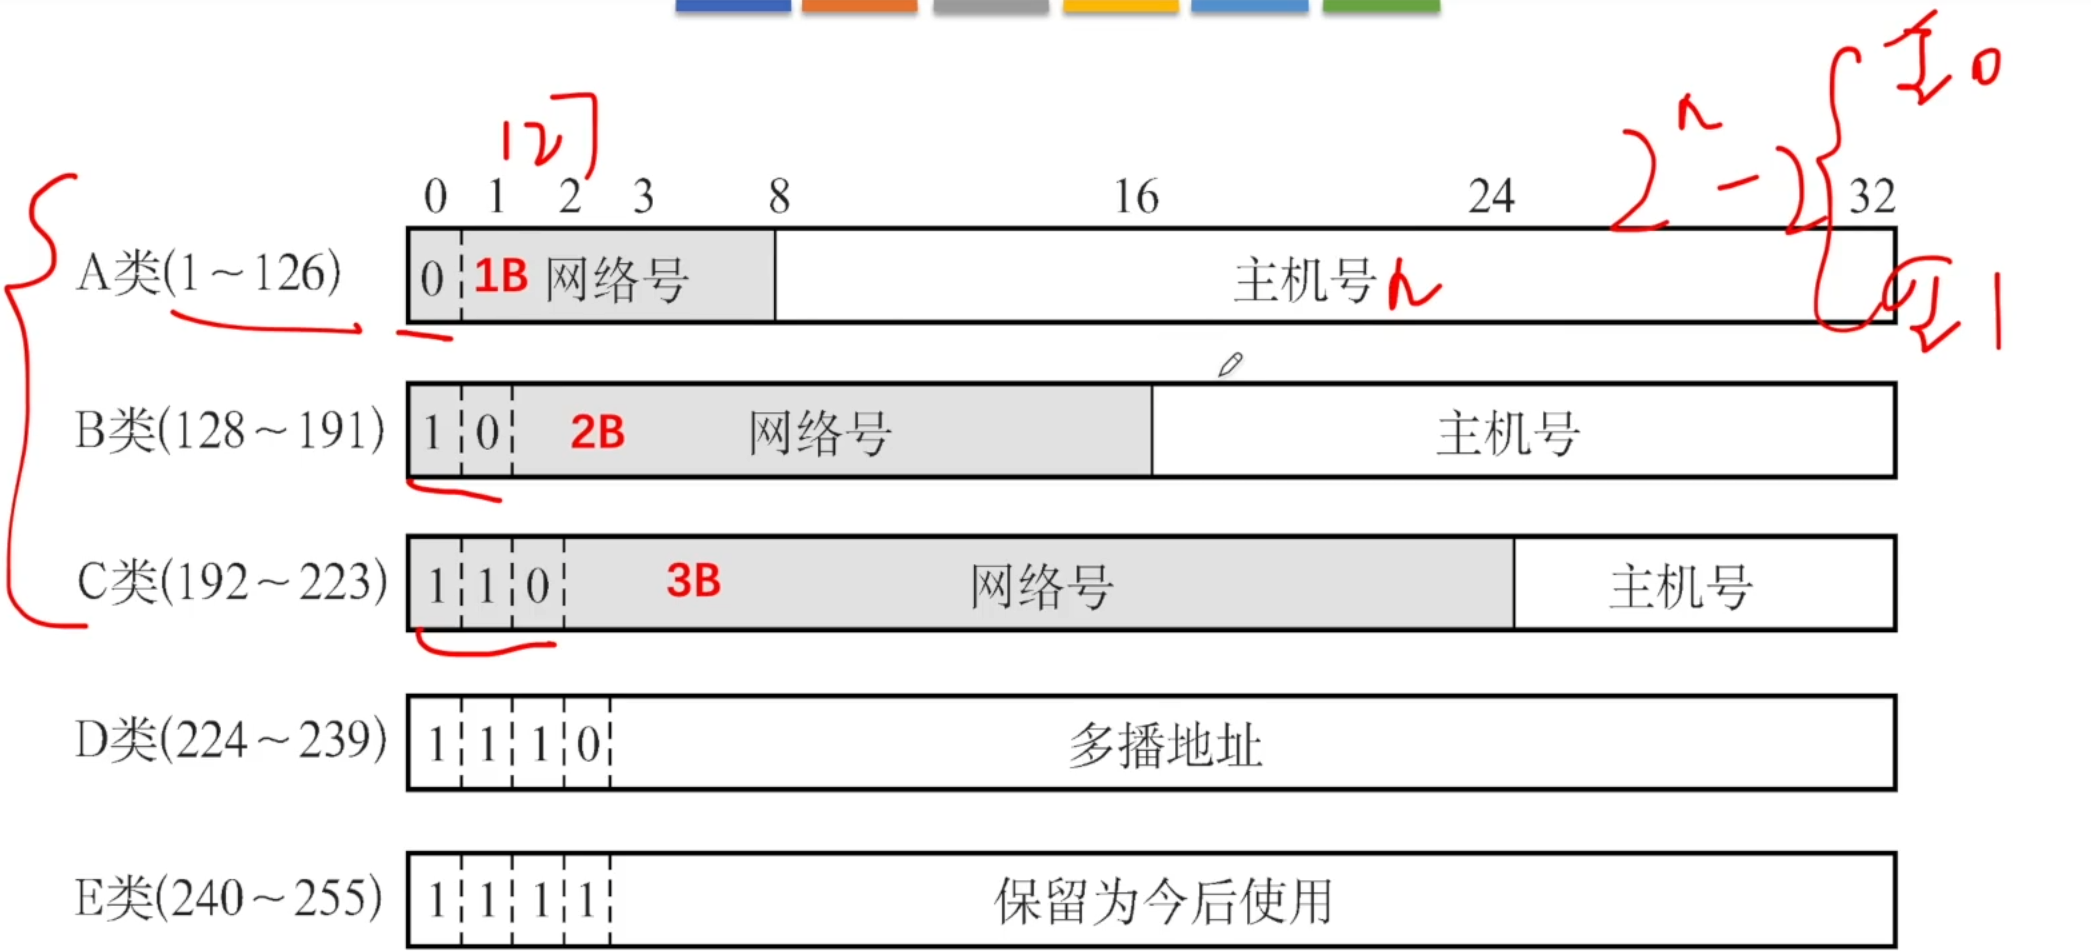 127
2ⁿ-2
全0
0 1 2 3 8 16 24 32
A类(1~126) 0 1B 网络号 主机号 n
全1
B类(128~191) 1 0 2B 网络号 主机号
C类(192~223) 1 1 0 3B 网络号 主机号
D类(224~239) 1 1 1 0 多播地址
E类(240~255) 1 1 1 1 保留为今后使用